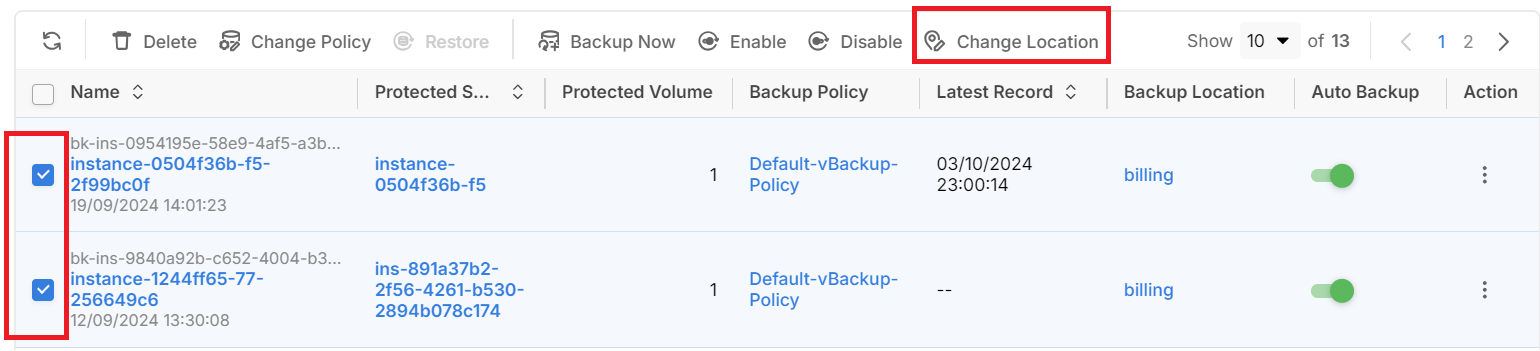 Delete Change Policy Restore Backup Now Enable Disable Change Location Show 10 of 13 1 2
Name Protected S... Protected Volume Backup Policy Latest Record Backup Location Auto Backup Action
bk-ins-0954195e-58e9-4af5-a3b...
instance-0504f36b-f5-
2f99bc0f
19/09/2024 14:01:23
instance-
0504f36b-f5
1
Default-vBackup-
Policy
03/10/2024
23:00:14
billing
bk-ins-9840a92b-c652-4004-b3...
instance-1244ff65-77-
256649c6
12/09/2024 13:30:08
ins-891a37b2-
2f56-4261-b530-
2894b078c174
1
Default-vBackup-
Policy
--
billing